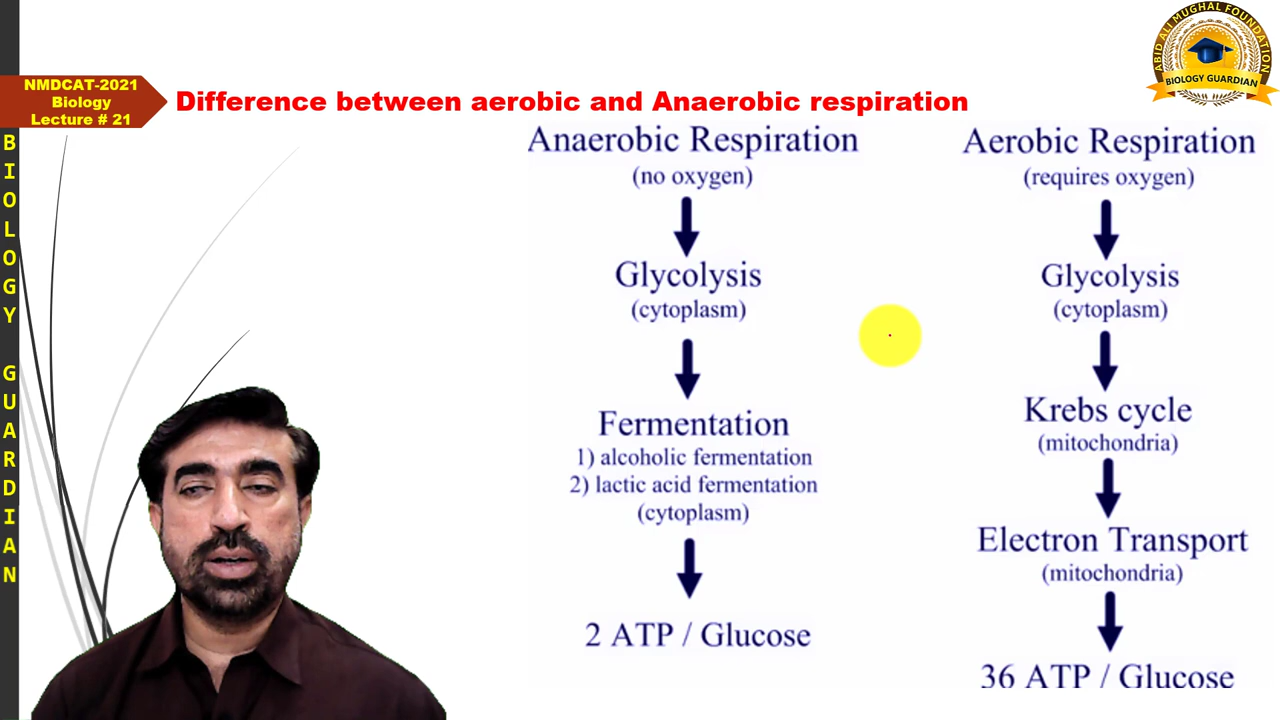 NMDCAT-2021
Biology
Lecture # 21
Difference between aerobic and Anaerobic respiration
ABID ALI MUGHAL FOUNDATION
BIOLOGY GUARDIAN
BIOLOGY GUARDIAN
Anaerobic Respiration
(no oxygen)
Glycolysis
(cytoplasm)
Fermentation
1) alcoholic fermentation
2) lactic acid fermentation
(cytoplasm)
2 ATP / Glucose
Aerobic Respiration
(requires oxygen)
Glycolysis
(cytoplasm)
Krebs cycle
(mitochondria)
Electron Transport
(mitochondria)
36 ATP / Glucose